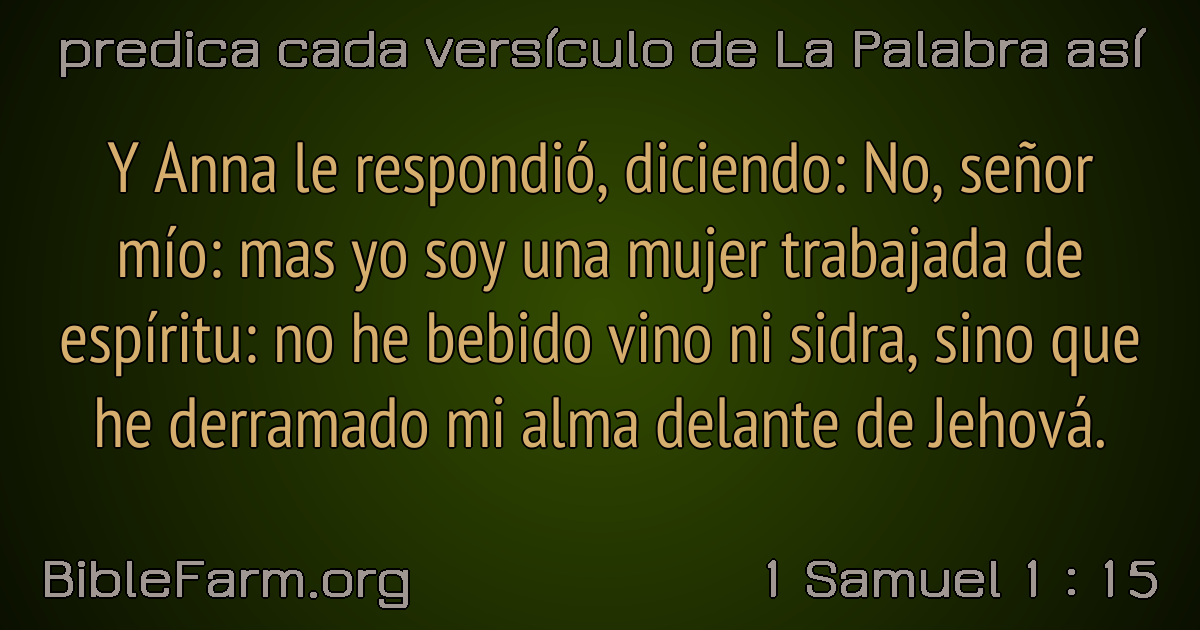 predica cada versículo de La Palabra así
Y Anna le respondió, diciendo: No, señor
mío: mas yo soy una mujer trabajada de
espíritu: no he bebido vino ni sidra, sino que
he derramado mi alma delante de Jehová.
BibleFarm.org
1 Samuel 1 : 15